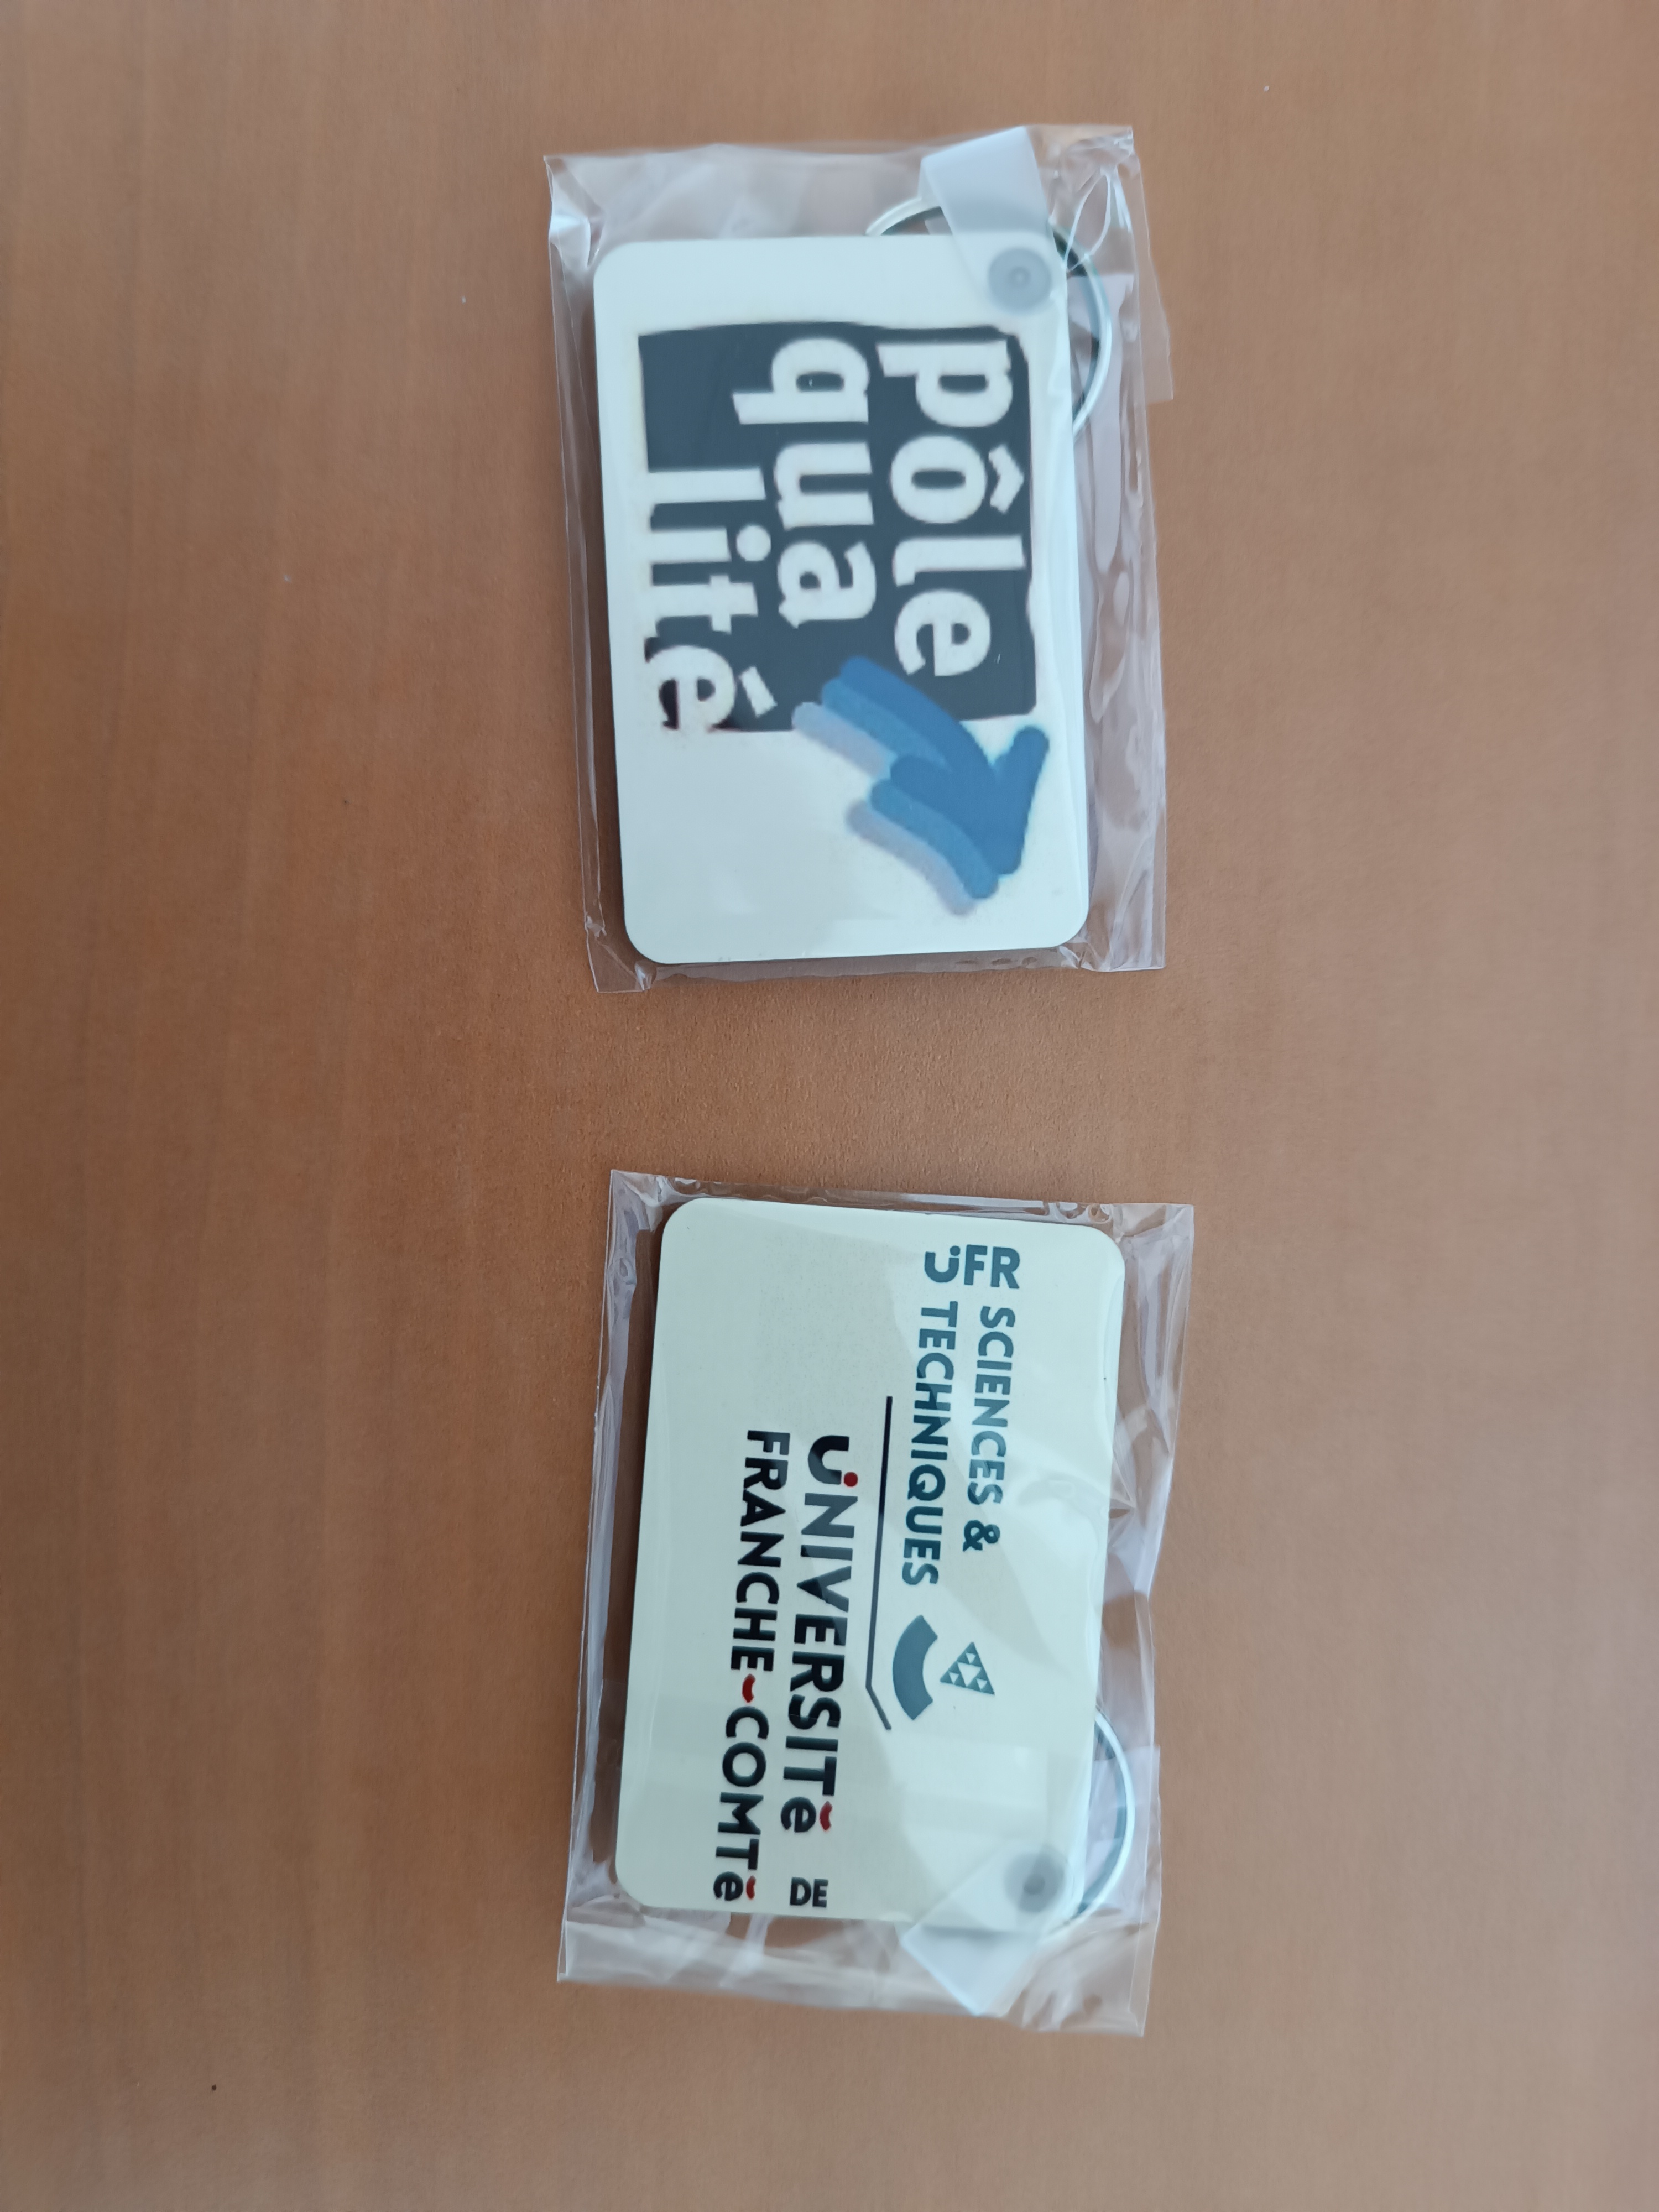 pôle
qua
lité
UFR SCIENCES &
TECHNIQUES
UNIVERSITé DE
FRANCHE-COMTé